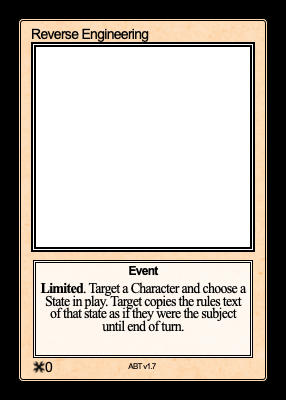 Reverse Engineering
Event
Limited. Target a Character and choose a
State in play. Target copies the rules text
of that state as if they were the subject
until end of turn.
0
ABT v1.7